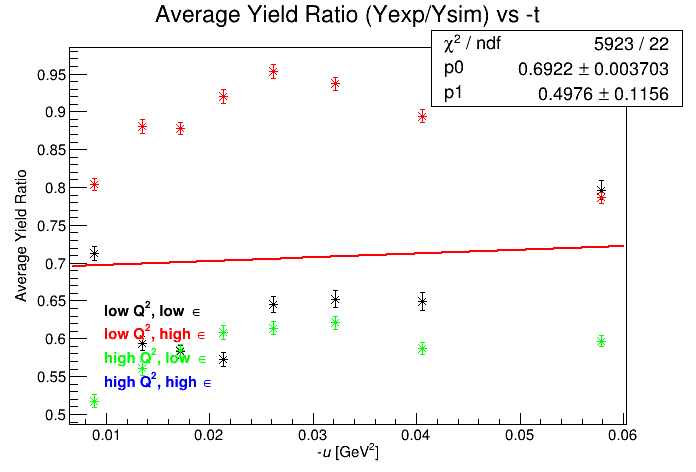 Average Yield Ratio (Yexp/Ysim) vs -t
χ² / ndf 5923 / 22
p0 0.6922 ± 0.003703
p1 0.4976 ± 0.1156
Average Yield Ratio
0.95
0.9
0.85
0.8
0.75
0.7
0.65
0.6
0.55
0.5
low Q², low ∈
low Q², high ∈
high Q², low ∈
high Q², high ∈
0.01 0.02 0.03 0.04 0.05 0.06
-u [GeV²]